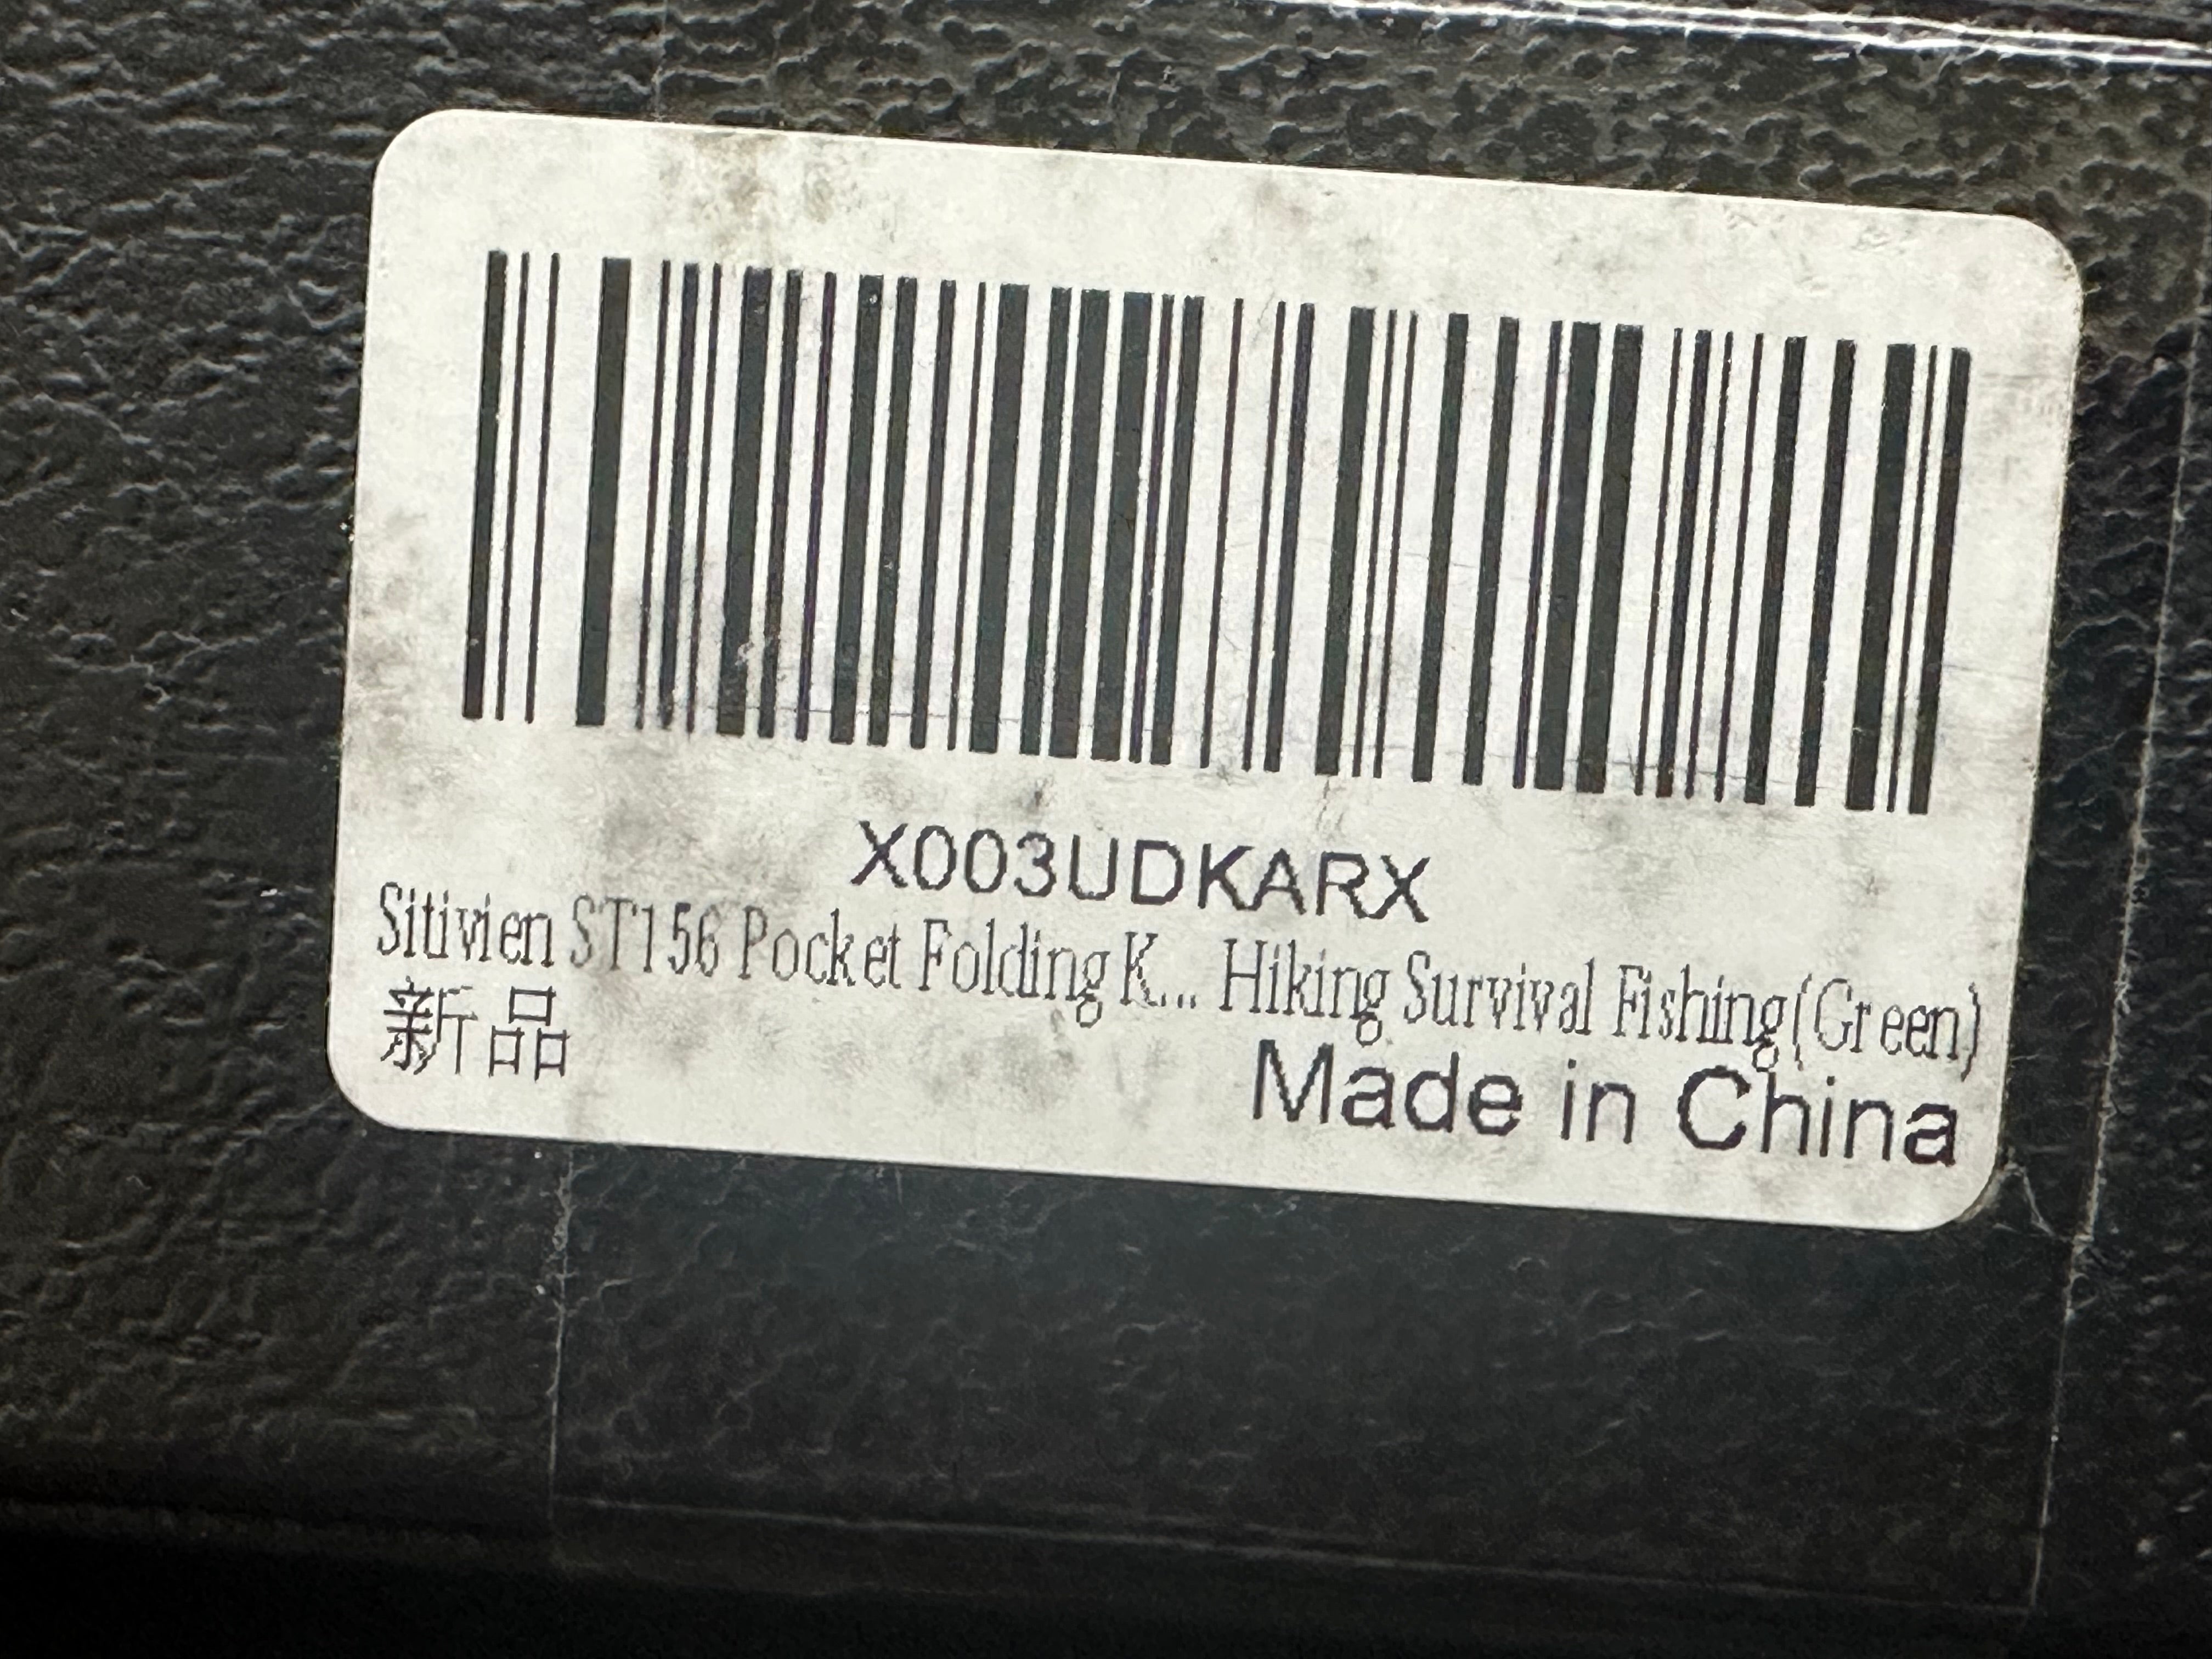 X003UDKARX
Sitivien ST156 Pocket Folding K... Hiking Survival Fishing(Green)
新品
Made in China